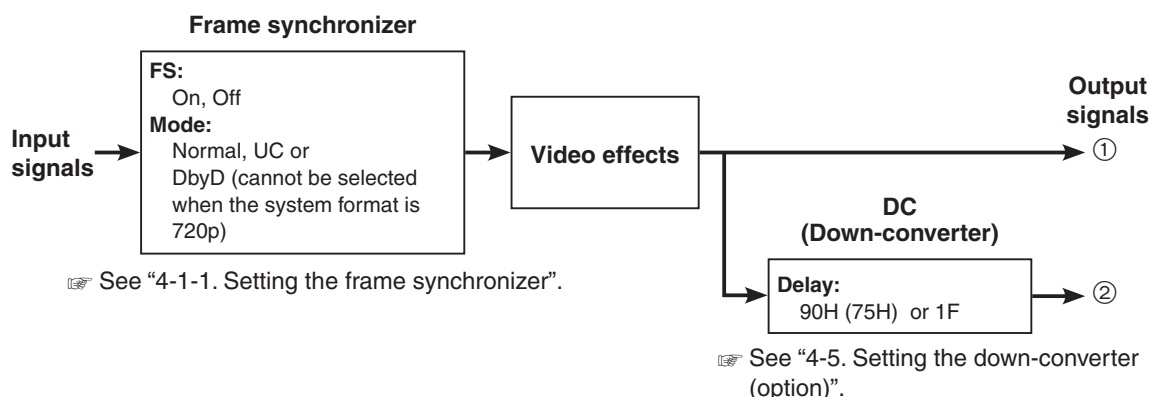 Frame synchronizer
FS:
On, Off
Mode:
Normal, UC or
DbyD (cannot be selected
when the system format is
720p)
Input
signals
Video effects
Output
signals
①
DC
(Down-converter)
Delay:
90H (75H) or 1F
②
☞ See “4-1-1. Setting the frame synchronizer”.
☞ See “4-5. Setting the down-converter
(option)”.